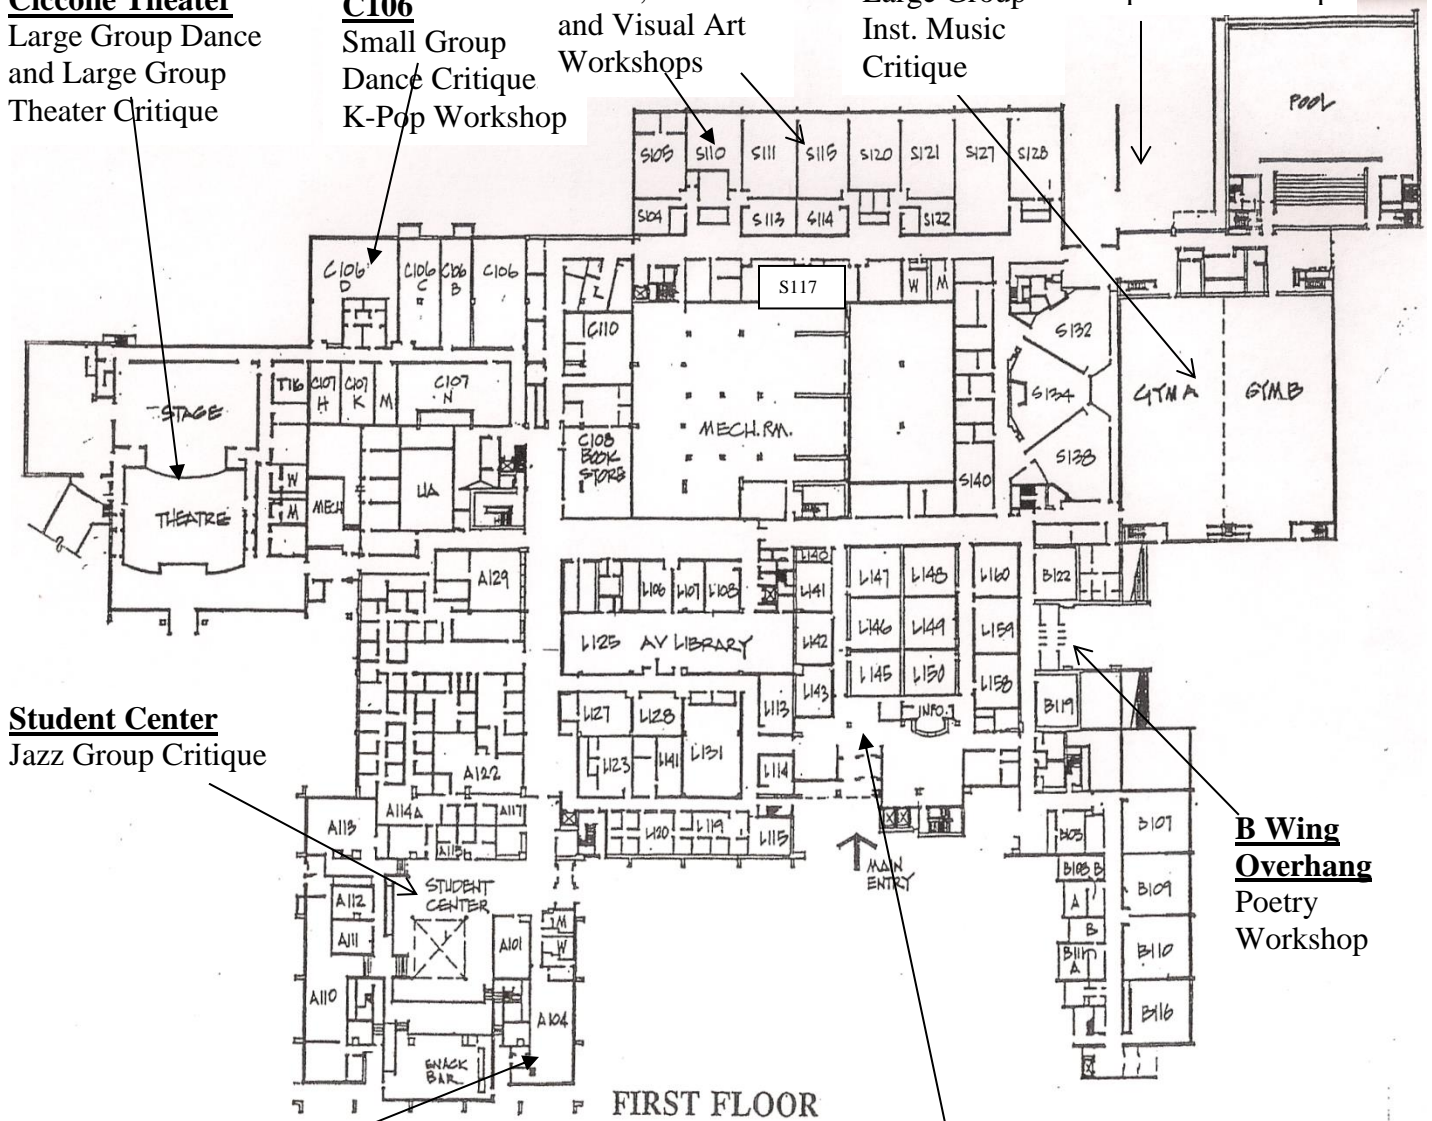 Ciccone Theater
Large Group Dance
and Large Group
Theater Critique
C106
Small Group
Dance Critique
K-Pop Workshop
and Visual Art
Workshops
Large Group
Inst. Music
Critique
POOL
S105
S110
S111
S115
S120
S121
S127
S128
S104
S113
S114
S122
C106
D
C106
C
C106
B
C106
S117
W
M
C110
S132
S134
S138
GYM A
GYM B
T116
C107
H
C107
K
M
C107
N
STAGE
MECH.RM.
C108
BOOK
STORE
S140
W
M
MECH
UA
THEATRE
A129
L106
L107
L108
L140
L141
L147
L148
L160
B122
L125 AV LIBRARY
L142
L146
L149
L159
L143
L145
L150
L158
L127
L128
L113
INFO.
B119
L123
L141
L131
L114
A122
Student Center
Jazz Group Critique
A113
A114A
A117
A115
L120
L119
L115
MAIN
ENTRY
B103
B107
B Wing
Overhang
Poetry
Workshop
STUDENT
CENTER
A112
A111
A101
M
W
B103 B
A
B
B111
A
B109
B110
A110
A104
B116
SNACK
BAR
FIRST FLOOR